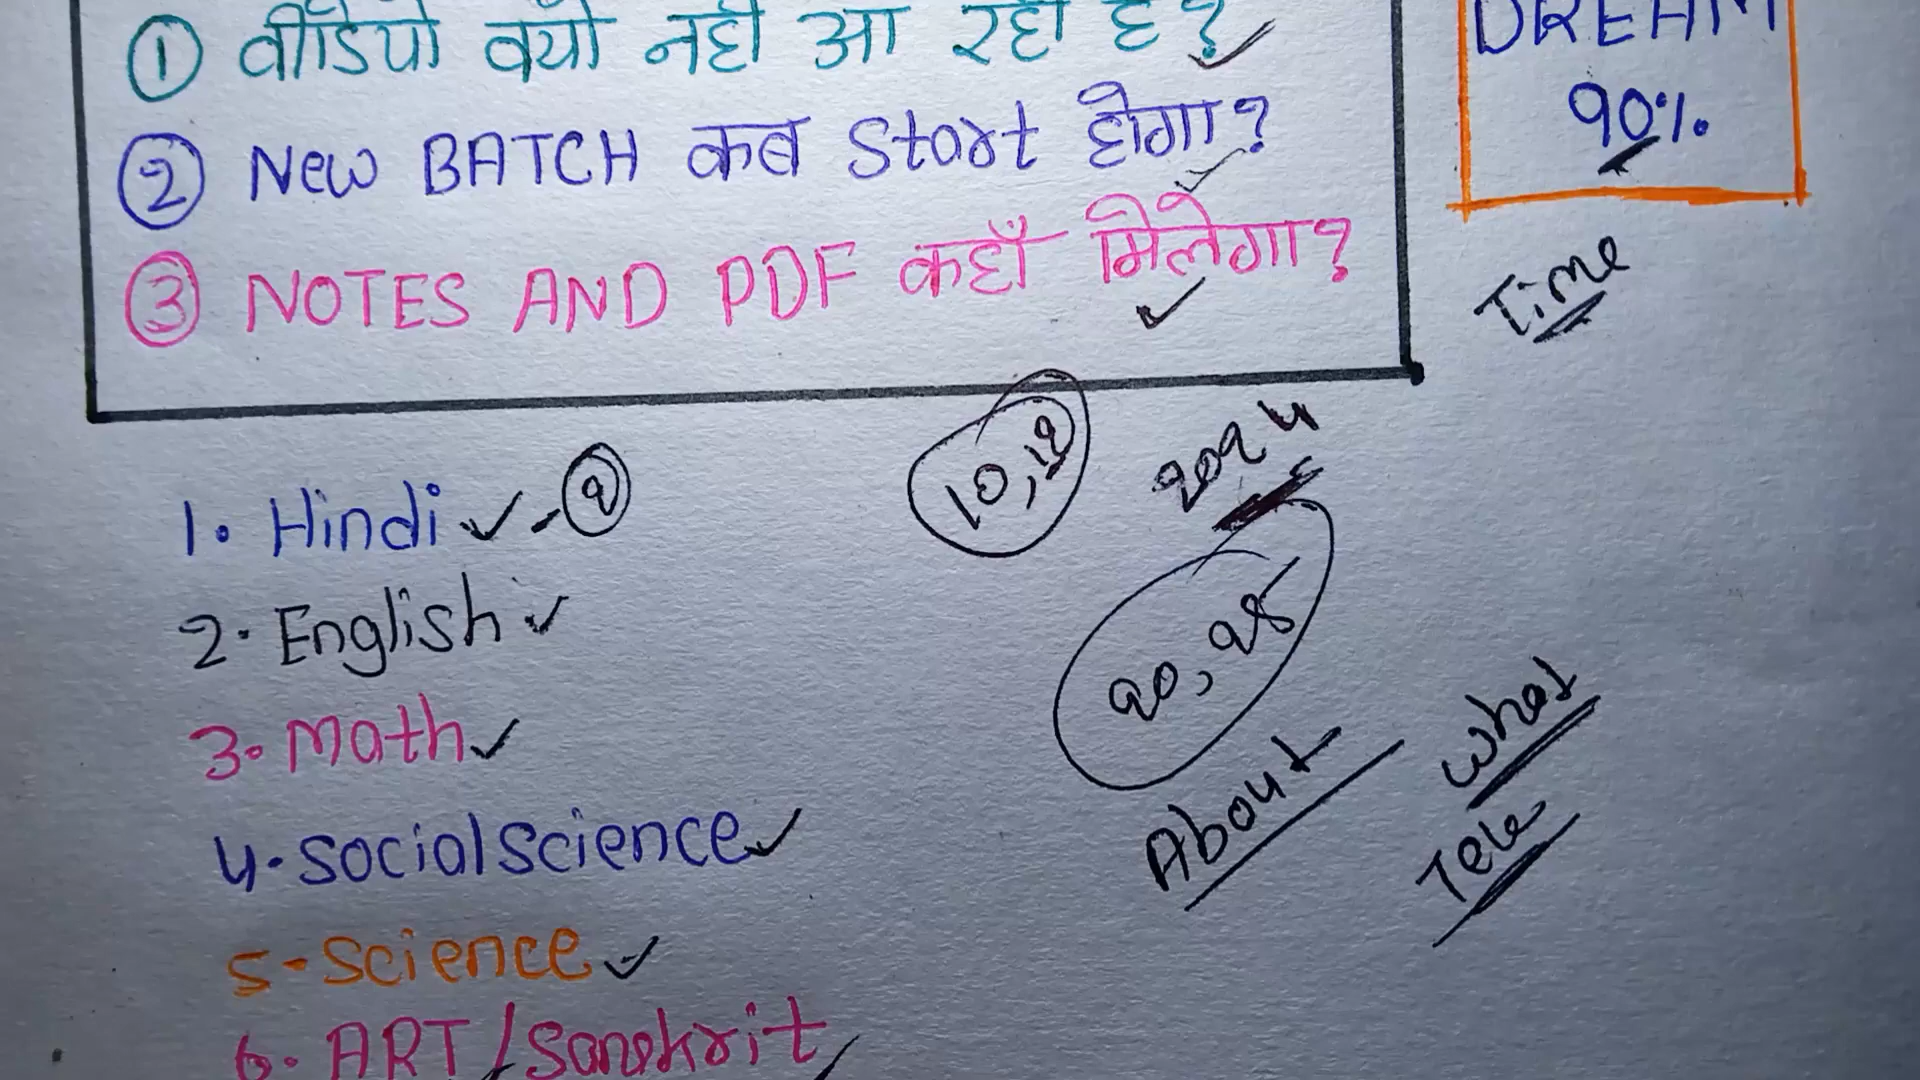 ① वीडियो क्यों नहीं आ रहा है?
DREAM
90%
② New BATCH कब Start होगा?
③ NOTES AND PDF कहाँ मिलेगा?
Time
10,12
2024
1. Hindi -
2. English
20, 25
3. Math
What
About
Tele
4. Social Science
5-Science
6. ART/Sanskrit